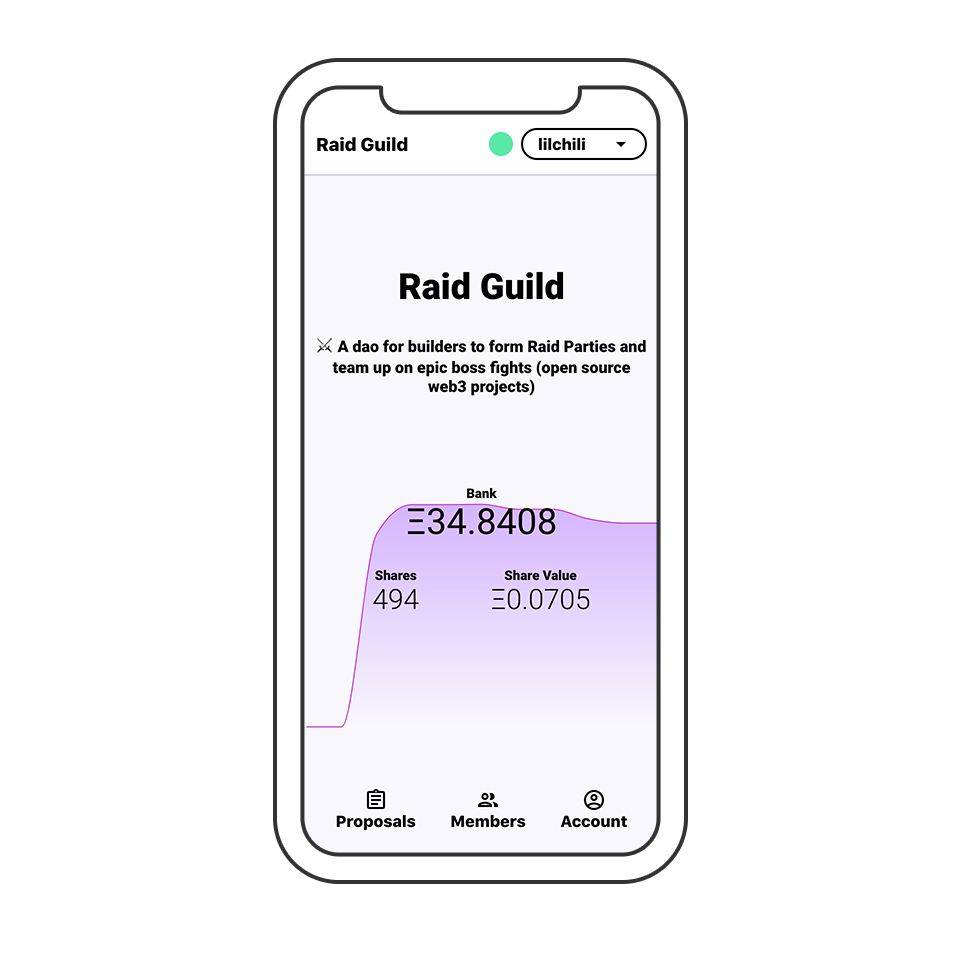 Raid Guild
lilchili
Raid Guild
⚔ A dao for builders to form Raid Parties and
team up on epic boss fights (open source
web3 projects)
Bank
Ξ34.8408
Shares
494
Share Value
Ξ0.0705
Proposals
Members
Account